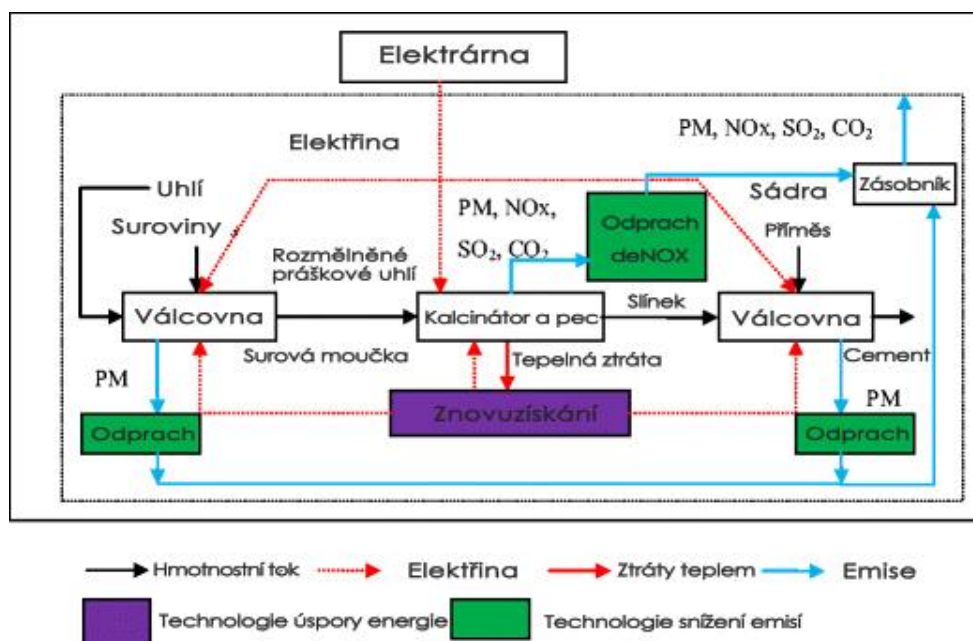 Elektrárna
PM, NOx, SO2, CO2
Elektřina
Uhlí
Sádra
Zásobník
Suroviny
PM, NOx,
SO2, CO2
Odprach
deNOX
Příměs
Rozmělněné
práškové uhlí
Válcovna
Kalcinátor a pec
Slínek
Válcovna
Surová moučka
Tepelná ztráta
Cement
PM
PM
Odprach
Znovuzískání
Odprach
Hmotnostní tok
Elektřina
Ztráty teplem
Emise
Technologie úspory energie
Technologie snížení emisí